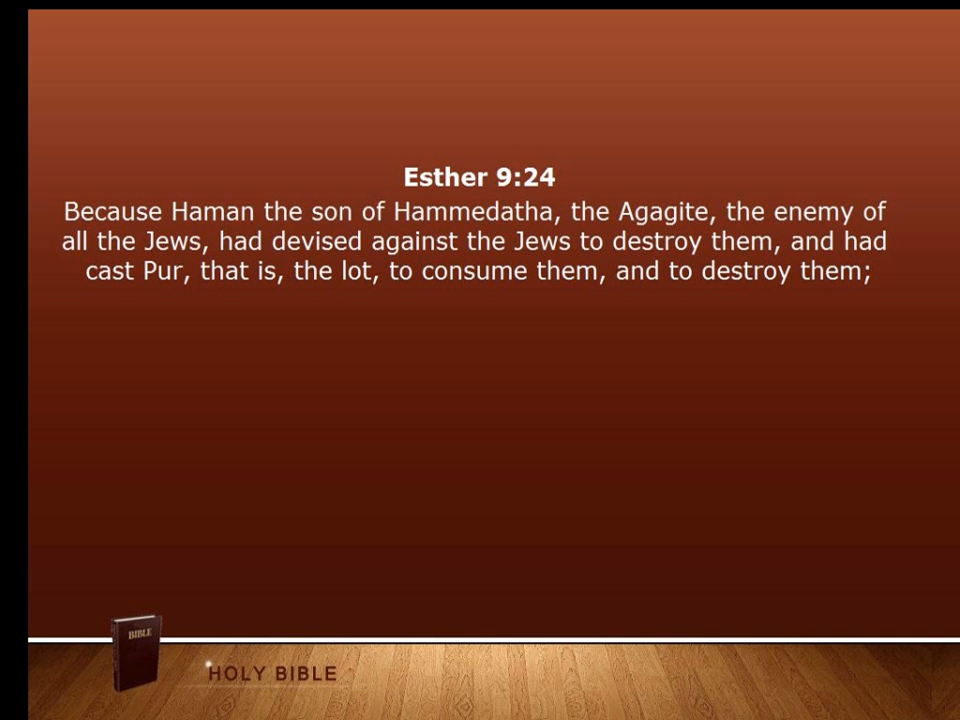 Esther 9:24
Because Haman the son of Hammedatha, the Agagite, the enemy of
all the Jews, had devised against the Jews to destroy them, and had
cast Pur, that is, the lot, to consume them, and to destroy them;
BIBLE
HOLY BIBLE